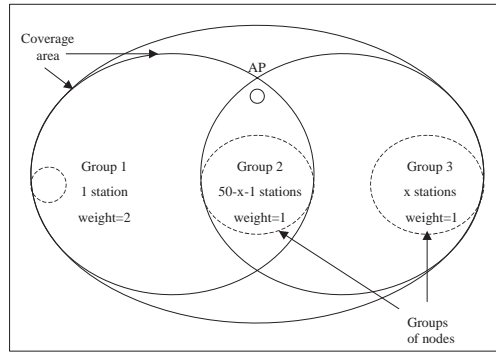 Coverage
area
AP
Group 1
1 station
weight=2
Group 2
50-x-1 stations
weight=1
Group 3
x stations
weight=1
Groups
of nodes